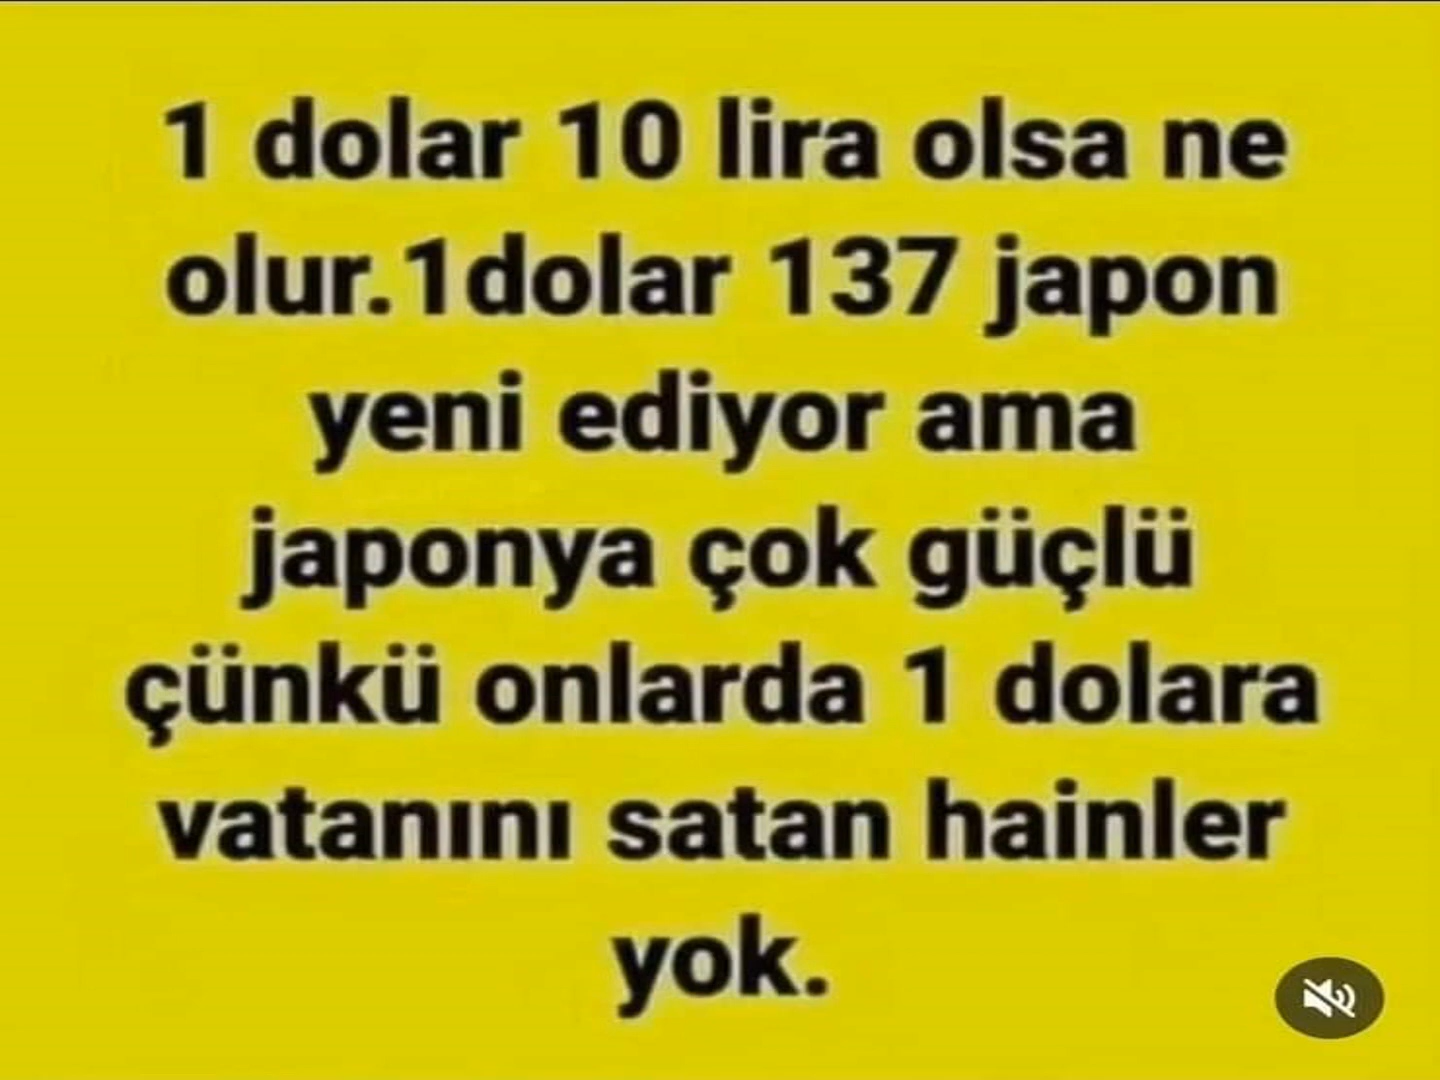 1 dolar 10 lira olsa ne
olur.1dolar 137 japon
yeni ediyor ama
japonya çok güçlü
çünkü onlarda 1 dolara
vatanını satan hainler
yok.